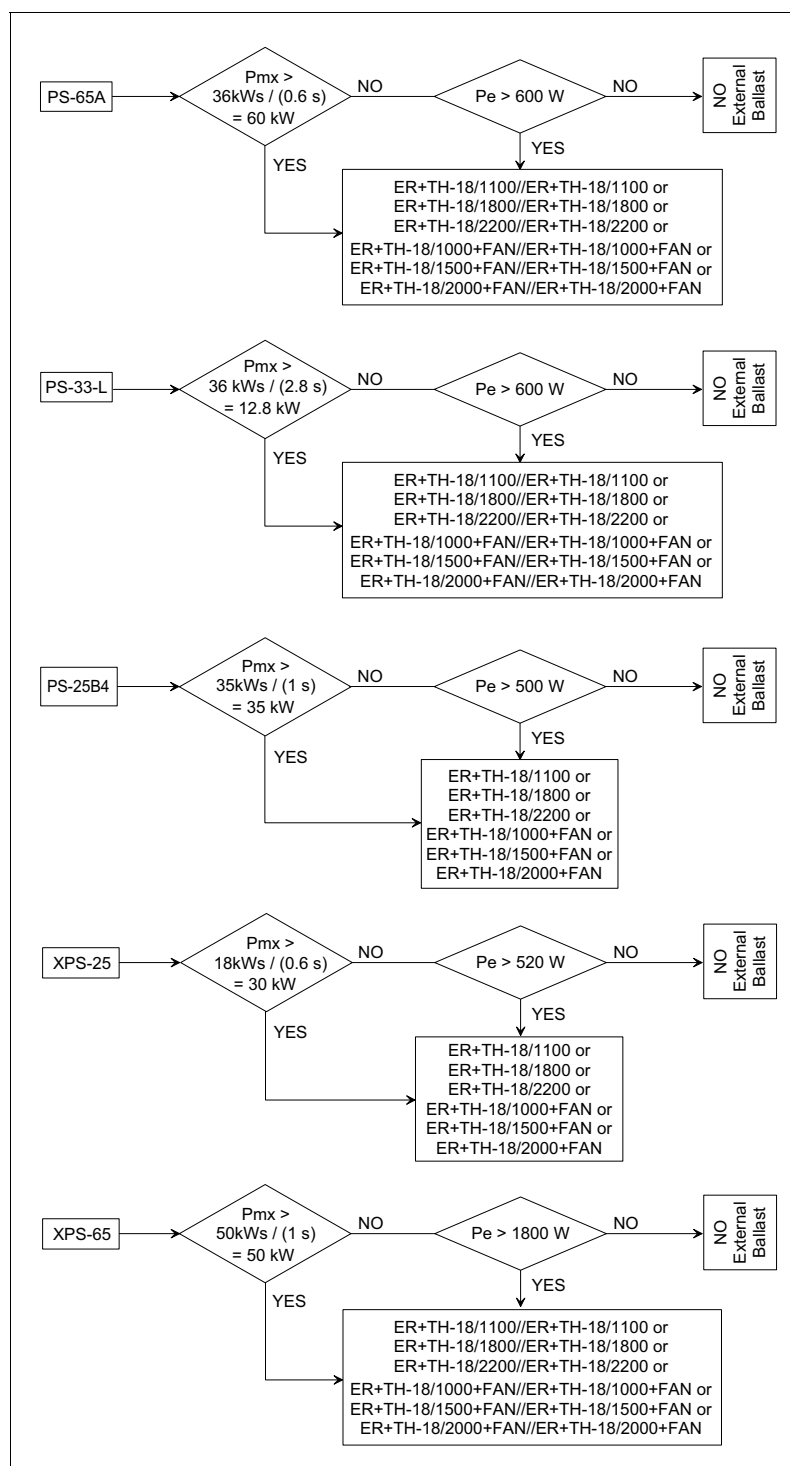 PS-65A
Pmx >
36kWs / (0.6 s)
= 60 kW
NO
Pe > 600 W
NO
NO
External
Ballast
YES
YES
ER+TH-18/1100//ER+TH-18/1100 or
ER+TH-18/1800//ER+TH-18/1800 or
ER+TH-18/2200//ER+TH-18/2200 or
ER+TH-18/1000+FAN//ER+TH-18/1000+FAN or
ER+TH-18/1500+FAN//ER+TH-18/1500+FAN or
ER+TH-18/2000+FAN//ER+TH-18/2000+FAN
PS-33-L
Pmx >
36 kWs / (2.8 s)
= 12.8 kW
NO
Pe > 600 W
NO
NO
External
Ballast
YES
YES
ER+TH-18/1100//ER+TH-18/1100 or
ER+TH-18/1800//ER+TH-18/1800 or
ER+TH-18/2200//ER+TH-18/2200 or
ER+TH-18/1000+FAN//ER+TH-18/1000+FAN or
ER+TH-18/1500+FAN//ER+TH-18/1500+FAN or
ER+TH-18/2000+FAN//ER+TH-18/2000+FAN
PS-25B4
Pmx >
35kWs / (1 s)
= 35 kW
NO
Pe > 500 W
NO
NO
External
Ballast
YES
YES
ER+TH-18/1100 or
ER+TH-18/1800 or
ER+TH-18/2200 or
ER+TH-18/1000+FAN or
ER+TH-18/1500+FAN or
ER+TH-18/2000+FAN
XPS-25
Pmx >
18kWs / (0.6 s)
= 30 kW
NO
Pe > 520 W
NO
NO
External
Ballast
YES
YES
ER+TH-18/1100 or
ER+TH-18/1800 or
ER+TH-18/2200 or
ER+TH-18/1000+FAN or
ER+TH-18/1500+FAN or
ER+TH-18/2000+FAN
XPS-65
Pmx >
50kWs / (1 s)
= 50 kW
NO
Pe > 1800 W
NO
NO
External
Ballast
YES
YES
ER+TH-18/1100//ER+TH-18/1100 or
ER+TH-18/1800//ER+TH-18/1800 or
ER+TH-18/2200//ER+TH-18/2200 or
ER+TH-18/1000+FAN//ER+TH-18/1000+FAN or
ER+TH-18/1500+FAN//ER+TH-18/1500+FAN or
ER+TH-18/2000+FAN//ER+TH-18/2000+FAN